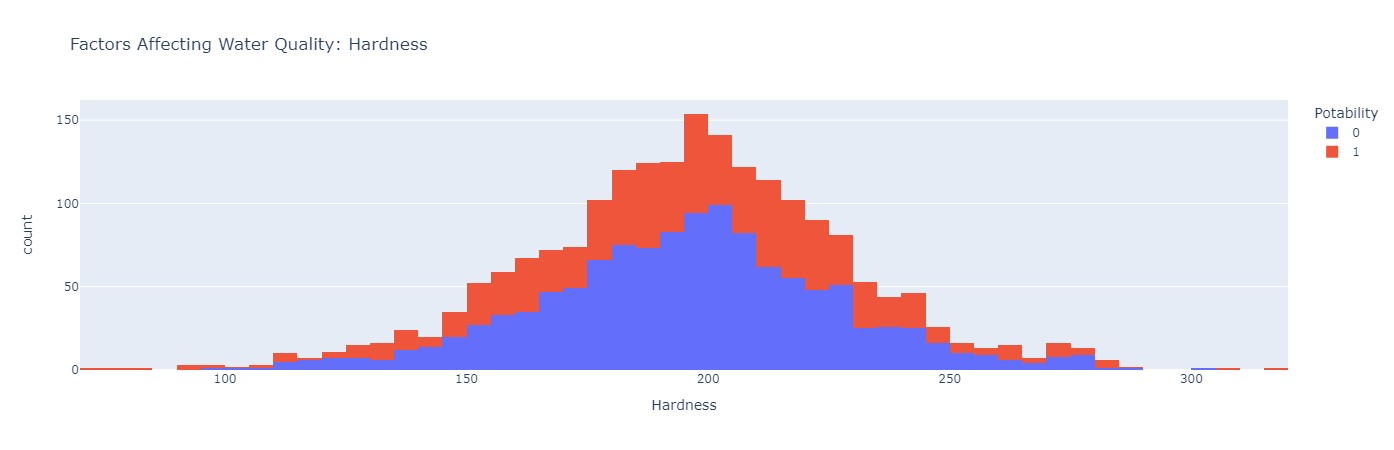 Factors Affecting Water Quality: Hardness
Potability
0
1
150
100
50
0
count
100 150 200 250 300
Hardness